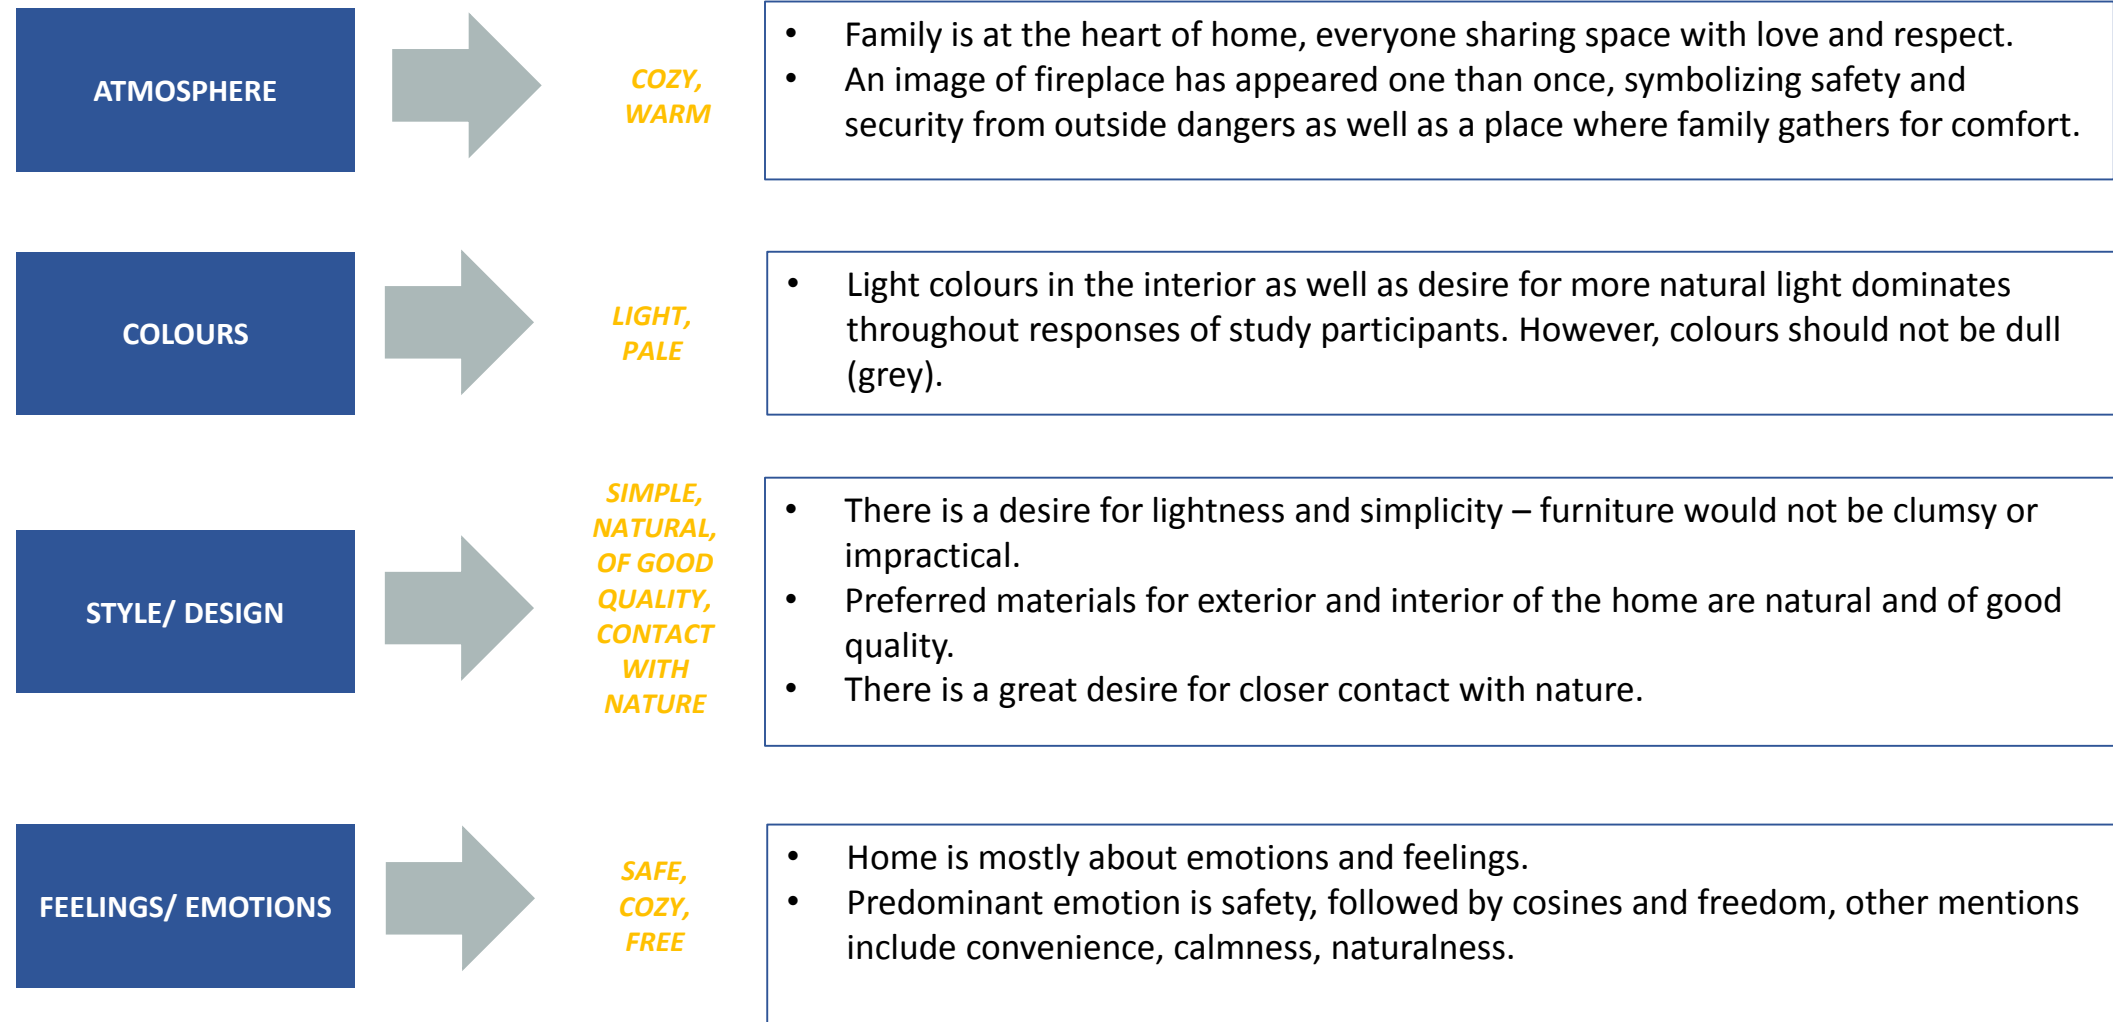 ATMOSPHERE
COZY,
WARM
• Family is at the heart of home, everyone sharing space with love and respect.
• An image of fireplace has appeared one than once, symbolizing safety and
security from outside dangers as well as a place where family gathers for comfort.
COLOURS
LIGHT,
PALE
• Light colours in the interior as well as desire for more natural light dominates
throughout responses of study participants. However, colours should not be dull
(grey).
STYLE/ DESIGN
SIMPLE,
NATURAL,
OF GOOD
QUALITY,
CONTACT
WITH
NATURE
• There is a desire for lightness and simplicity – furniture would not be clumsy or
impractical.
• Preferred materials for exterior and interior of the home are natural and of good
quality.
• There is a great desire for closer contact with nature.
FEELINGS/ EMOTIONS
SAFE,
COZY,
FREE
• Home is mostly about emotions and feelings.
• Predominant emotion is safety, followed by cosines and freedom, other mentions
include convenience, calmness, naturalness.